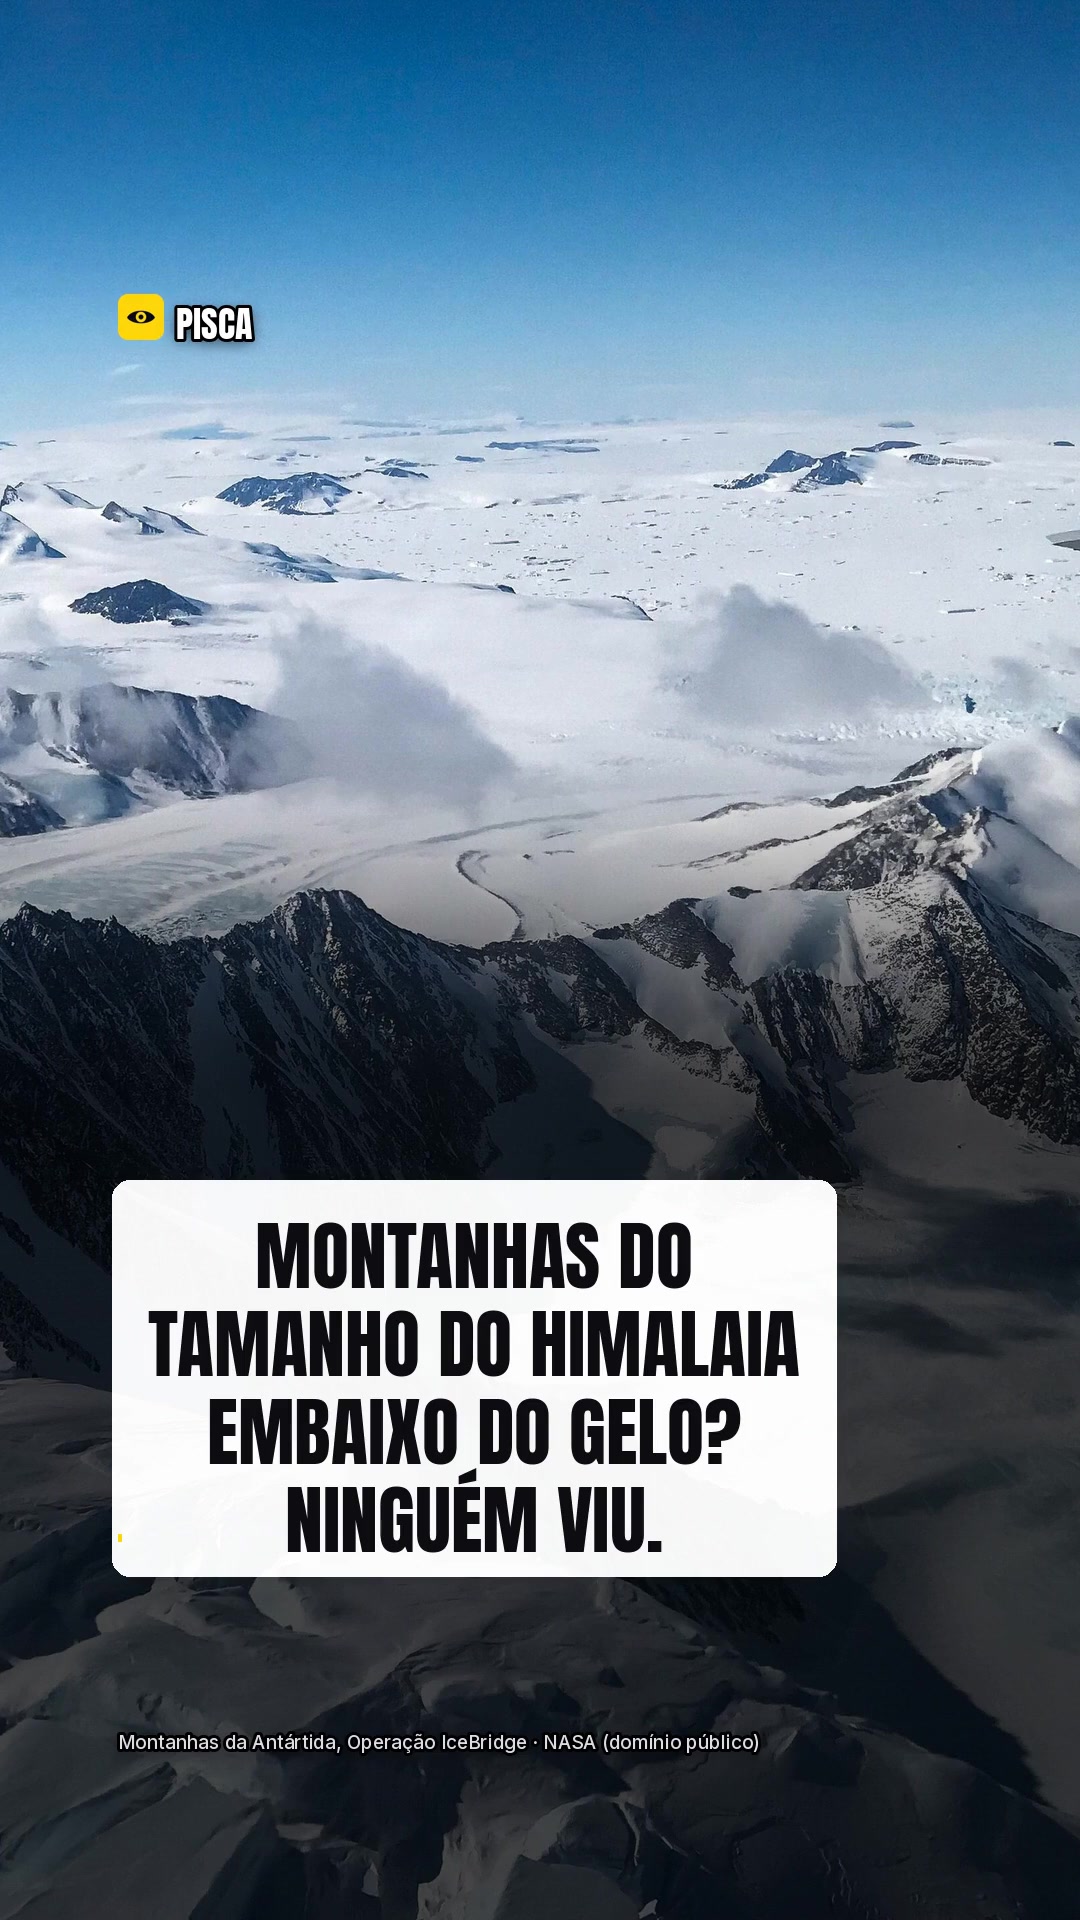 PISCA
MONTANHAS DO
TAMANHO DO HIMALAIA
EMBAIXO DO GELO?
NINGUÉM VIU.
Montanhas da Antártida, Operação IceBridge · NASA (domínio público)